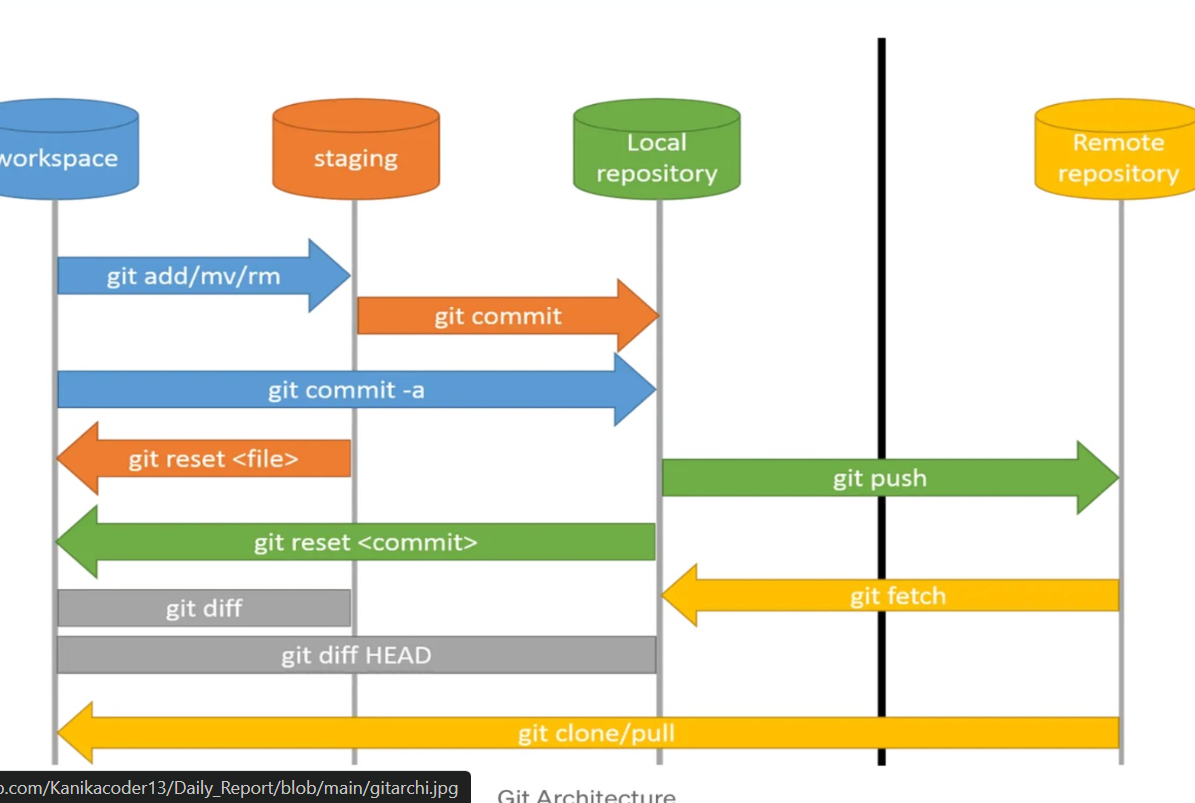 workspace
staging
Local
repository
Remote
repository
git add/mv/rm
git commit
git commit -a
git reset <file>
git push
git reset <commit>
git fetch
git diff
git diff HEAD
git clone/pull
.com/Kanikacoder13/Daily_Report/blob/main/gitarchi.jpg
Git Architecture